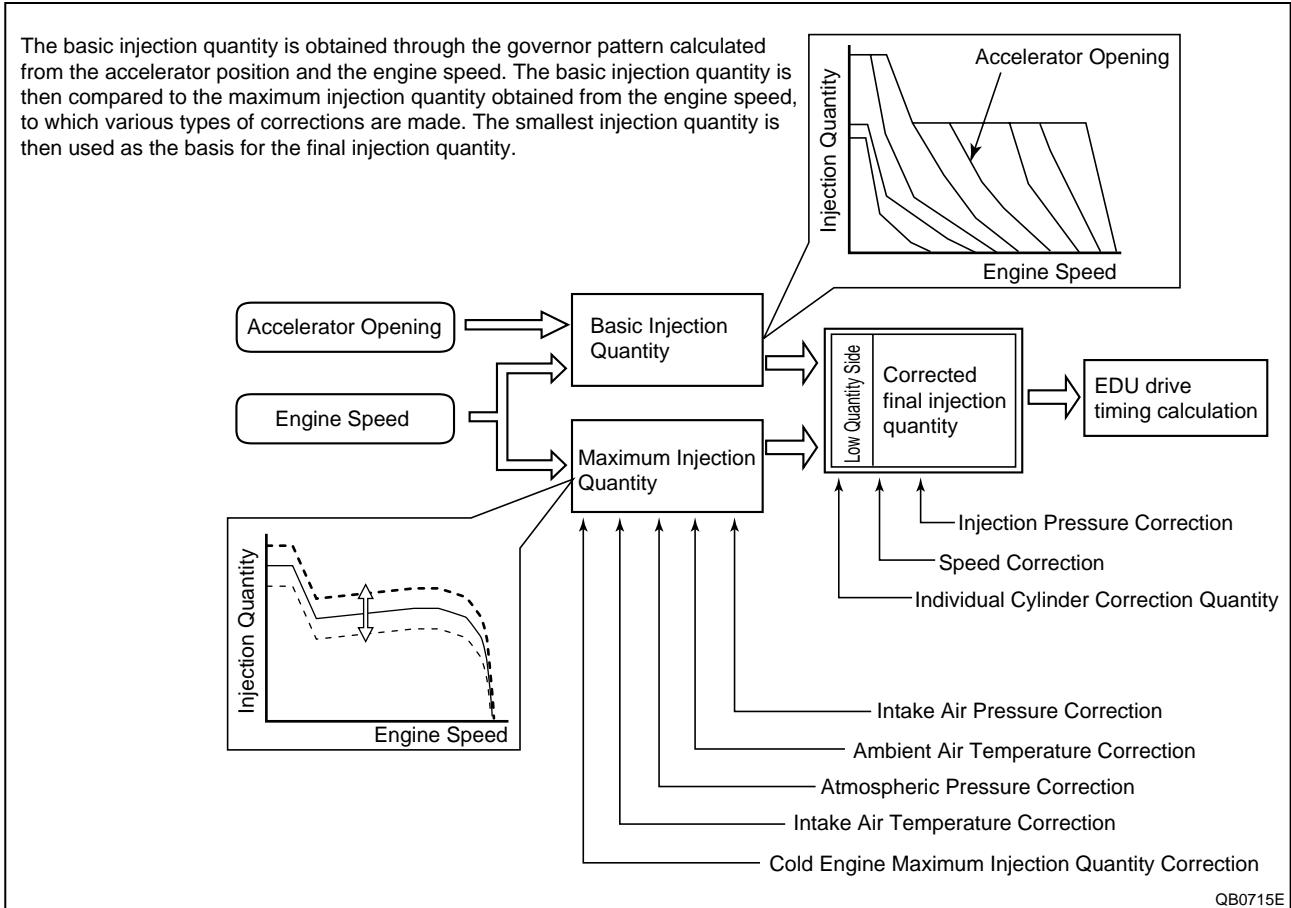 The basic injection quantity is obtained through the governor pattern calculated
from the accelerator position and the engine speed. The basic injection quantity is
then compared to the maximum injection quantity obtained from the engine speed,
to which various types of corrections are made. The smallest injection quantity is
then used as the basis for the final injection quantity.
Injection Quantity
Accelerator Opening
Engine Speed
Accelerator Opening
Engine Speed
Basic Injection
Quantity
Maximum Injection
Quantity
Low Quantity Side
Corrected
final injection
quantity
EDU drive
timing calculation
Injection Quantity
Engine Speed
Injection Pressure Correction
Speed Correction
Individual Cylinder Correction Quantity
Intake Air Pressure Correction
Ambient Air Temperature Correction
Atmospheric Pressure Correction
Intake Air Temperature Correction
Cold Engine Maximum Injection Quantity Correction
QB0715E